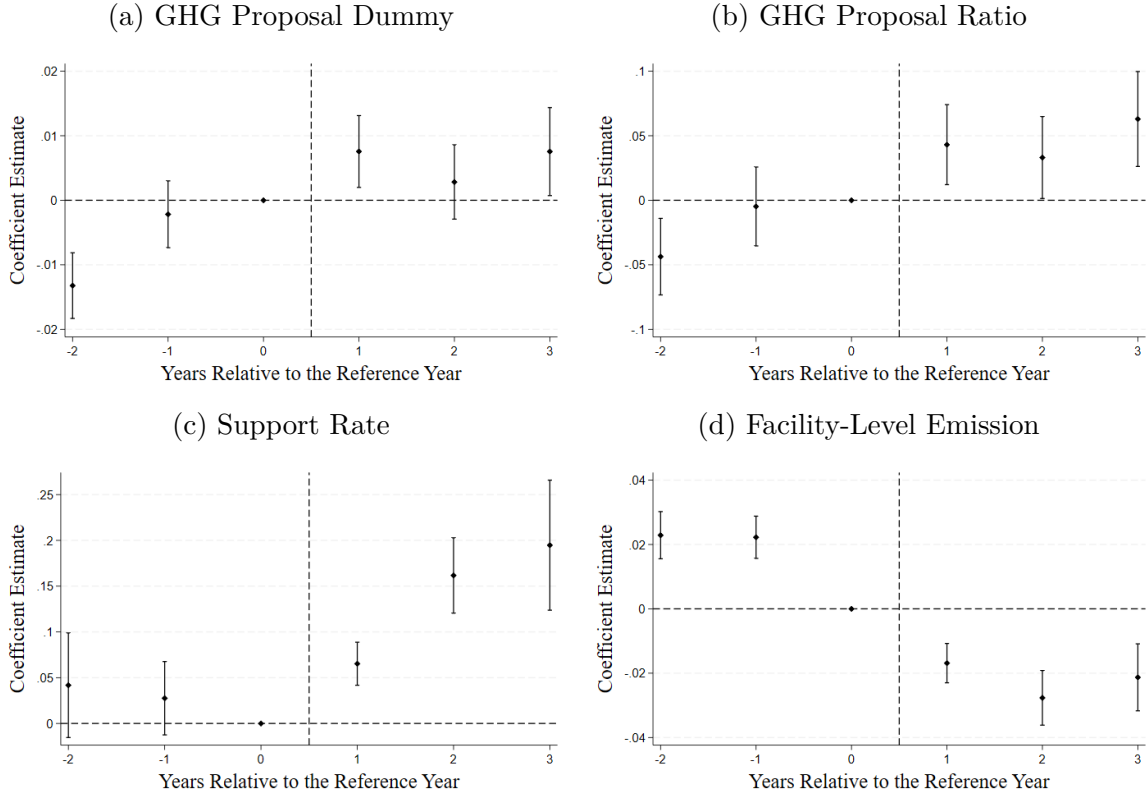 (a) GHG Proposal Dummy
.02
.01
0
-.01
-.02
Coefficient Estimate
-2 -1 0 1 2 3
Years Relative to the Reference Year
(b) GHG Proposal Ratio
.1
.05
0
-.05
-.1
Coefficient Estimate
-2 -1 0 1 2 3
Years Relative to the Reference Year
(c) Support Rate
.25
.2
.15
.1
.05
0
Coefficient Estimate
-2 -1 0 1 2 3
Years Relative to the Reference Year
(d) Facility-Level Emission
.04
.02
0
-.02
-.04
Coefficient Estimate
-2 -1 0 1 2 3
Years Relative to the Reference Year